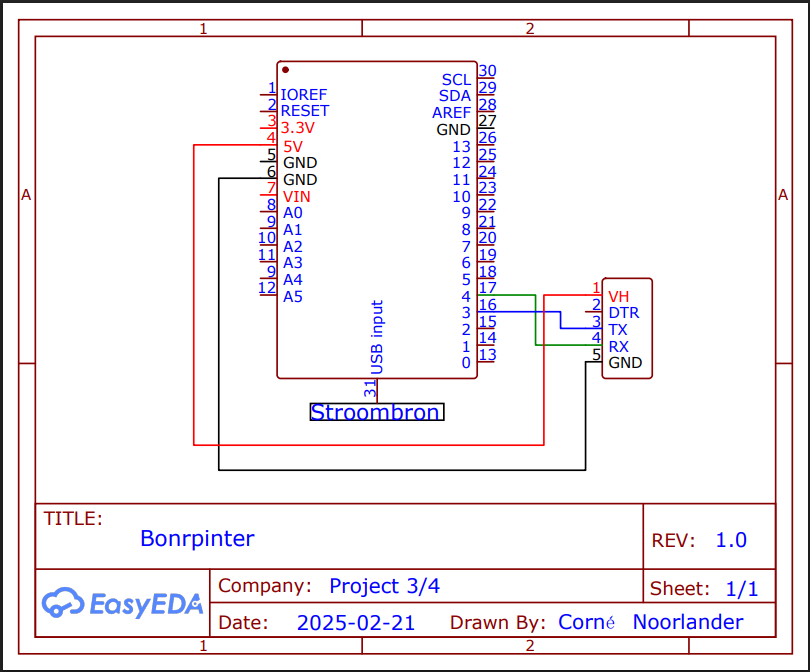 1 2
A A
1 IOREF
2 RESET
3 3.3V
4 5V
5 GND
6 GND
7 VIN
8 A0
9 A1
10 A2
11 A3
9 A4
12 A5
SCL 30
SDA 29
AREF 28
GND 27
13 26
12 25
11 24
10 23
9 22
8 21
7 20
6 19
5 18
4 17
3 16
2 15
1 14
0 13
USB input
31
Stroombron
1 VH
2 DTR
3 TX
4 RX
5 GND
TITLE:
Bonrpinter
REV: 1.0
EasyEDA
Company: Project 3/4
Sheet: 1/1
Date: 2025-02-21 Drawn By: Corné Noorlander
1 2